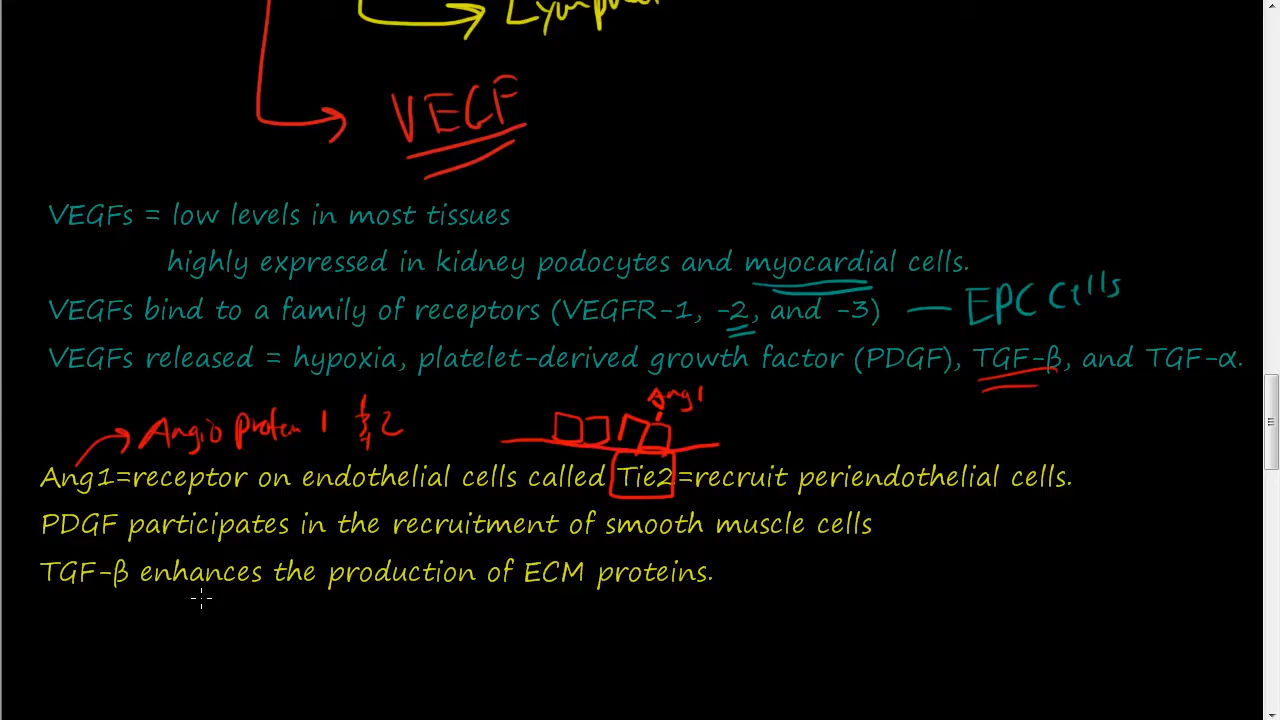 VEGF
VEGFs = low levels in most tissues
highly expressed in kidney podocytes and myocardial cells.
VEGFs bind to a family of receptors (VEGFR-1, -2, and -3) — EPC Cells
VEGFs released = hypoxia, platelet-derived growth factor (PDGF), TGF-β, and TGF-α.
Ang1
Angio 1 & 2
Ang1=receptor on endothelial cells called Tie2=recruit periendothelial cells.
PDGF participates in the recruitment of smooth muscle cells
TGF-β enhances the production of ECM proteins.